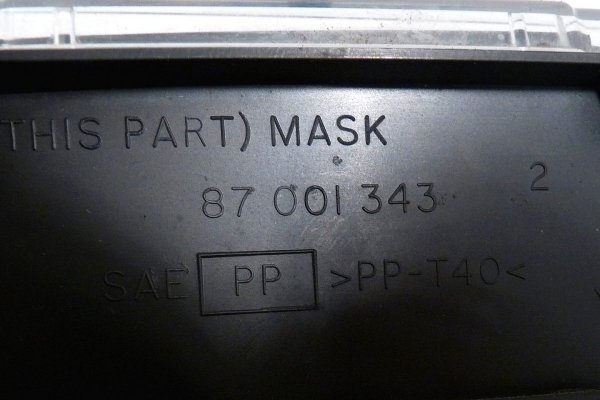 THIS PART) MASK
87 001 343 2
SAE PP >PP-T40<